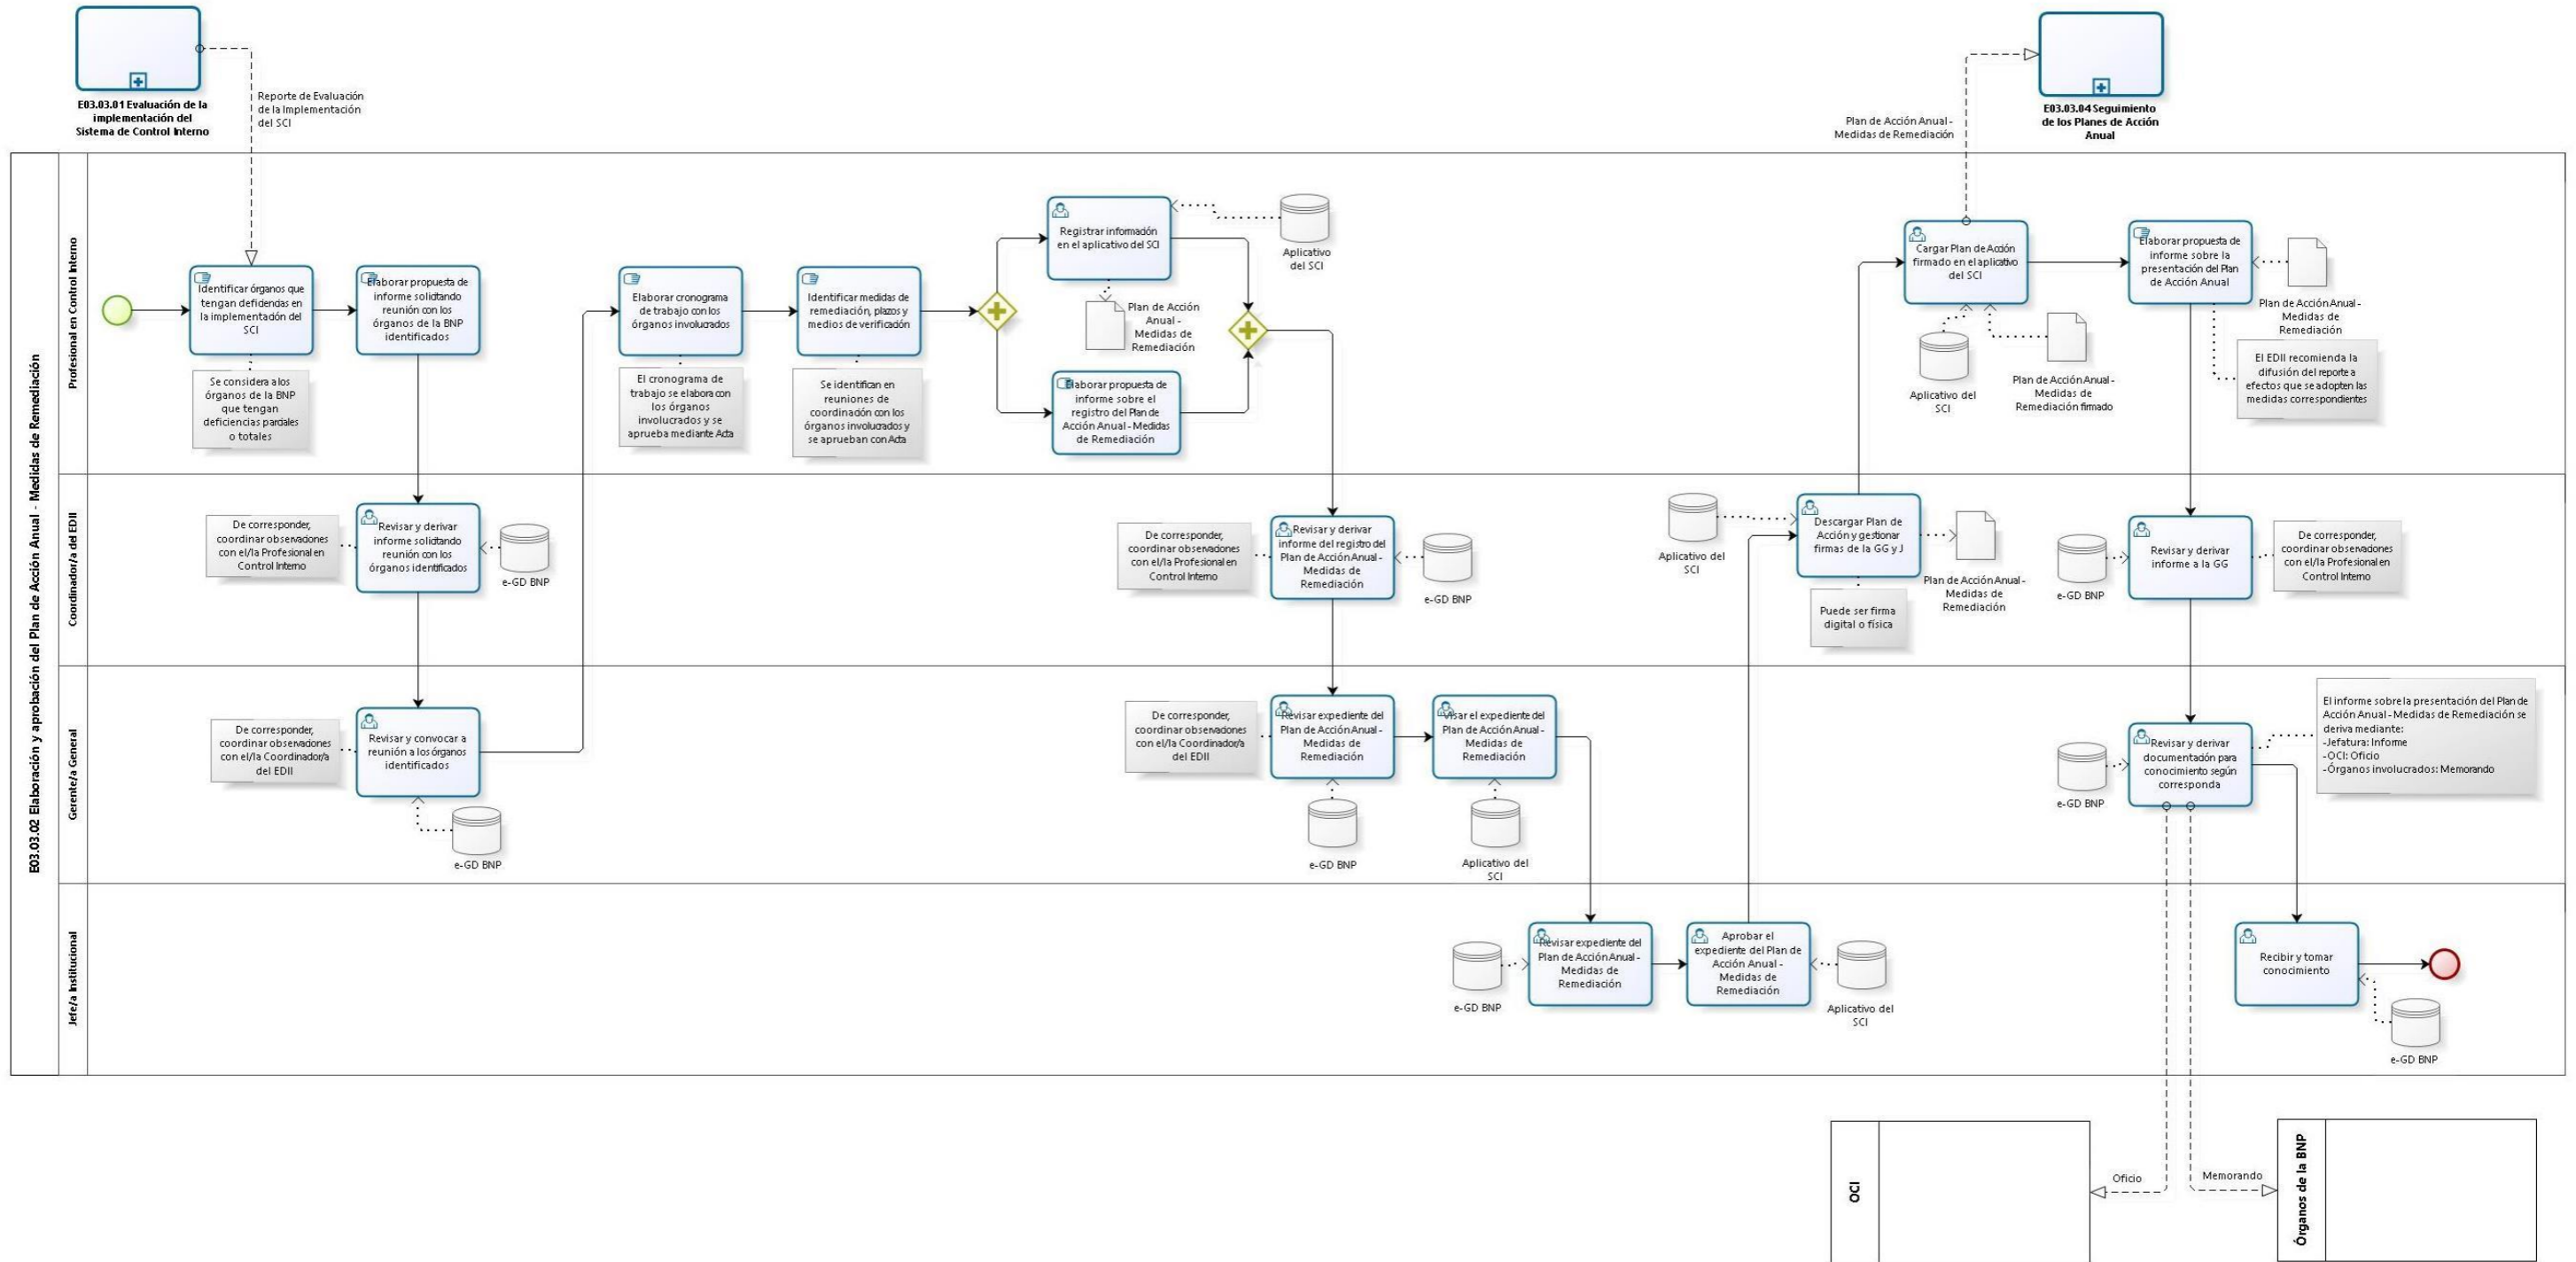 E03.03.01 Evaluación de la
implementación del
Sistema de Control Interno
Reporte de Evaluación
de la Implementación
del SCI
Plan de Acción Anual -
Medidas de Remediación
E03.03.04 Seguimiento
de los Planes de Acción
Anual
E03.03.02 Elaboración y aprobación del Plan de Acción Anual - Medidas de Remediación
Profesional en Control Interno
Identificar órganos que
tengan deficiencias en
la implementación del
SCI
Se considera a los
órganos de la BNP
que tengan
deficiencias parciales
o totales
Elaborar propuesta de
informe solicitando
reunión con los
órganos de la BNP
identificados
Elaborar cronograma
de trabajo con los
órganos involucrados
El cronograma de
trabajo se elabora con
los órganos
involucrados y se
aprueba mediante Acta
Identificar medidas de
remediación, plazos y
medios de verificación
Se identifican en
reuniones de
coordinación con los
órganos involucrados y
se aprueban con Acta
Registrar información
en el aplicativo del SCI
Aplicativo
del SCI
Plan de Acción
Anual -
Medidas de
Remediación
Elaborar propuesta de
informe sobre el
registro del Plan de
Acción Anual - Medidas
de Remediación
Cargar Plan de Acción
firmado en el aplicativo
del SCI
Aplicativo del
SCI
Plan de Acción Anual -
Medidas de
Remediación firmado
Elaborar propuesta de
informe sobre la
presentación del Plan
de Acción Anual
Plan de Acción Anual -
Medidas de
Remediación
El EDII recomienda la
difusión del reporte a
efectos que se adopten las
medidas correspondientes
Coordinador/a del EDII
De corresponder,
coordinar observaciones
con el/la Profesional en
Control Interno
Revisar y derivar
informe solicitando
reunión con los
órganos identificados
e-GD BNP
De corresponder,
coordinar observaciones
con el/la Profesional en
Control Interno
Revisar y derivar
informe del registro del
Plan de Acción Anual -
Medidas de
Remediación
e-GD BNP
Aplicativo del
SCI
Descargar Plan de
Acción y gestionar
firmas de la GG y J
Plan de Acción Anual -
Medidas de
Remediación
Puede ser firma
digital o física
e-GD BNP
Revisar y derivar
informe a la GG
De corresponder,
coordinar observaciones
con el/la Profesional en
Control Interno
Gerente/a General
De corresponder,
coordinar observaciones
con el/la Coordinador/a
del EDII
Revisar y convocar a
reunión a los órganos
identificados
e-GD BNP
De corresponder,
coordinar observaciones
con el/la Coordinador/a
del EDII
Revisar expediente del
Plan de Acción Anual -
Medidas de
Remediación
e-GD BNP
Visar el expediente del
Plan de Acción Anual -
Medidas de
Remediación
Aplicativo del
SCI
e-GD BNP
Revisar y derivar
documentación para
conocimiento según
corresponda
El informe sobre la presentación del Plan de
Acción Anual - Medidas de Remediación se
deriva mediante:
-Jefatura: Informe
-OCI: Oficio
-Órganos involucrados: Memorando
Jefe/a Institucional
e-GD BNP
Revisar expediente del
Plan de Acción Anual -
Medidas de
Remediación
Aprobar el
expediente del Plan de
Acción Anual -
Medidas de
Remediación
Aplicativo del
SCI
Recibir y tomar
conocimiento
e-GD BNP
OCI
Oficio
Memorando
Órganos de la BNP